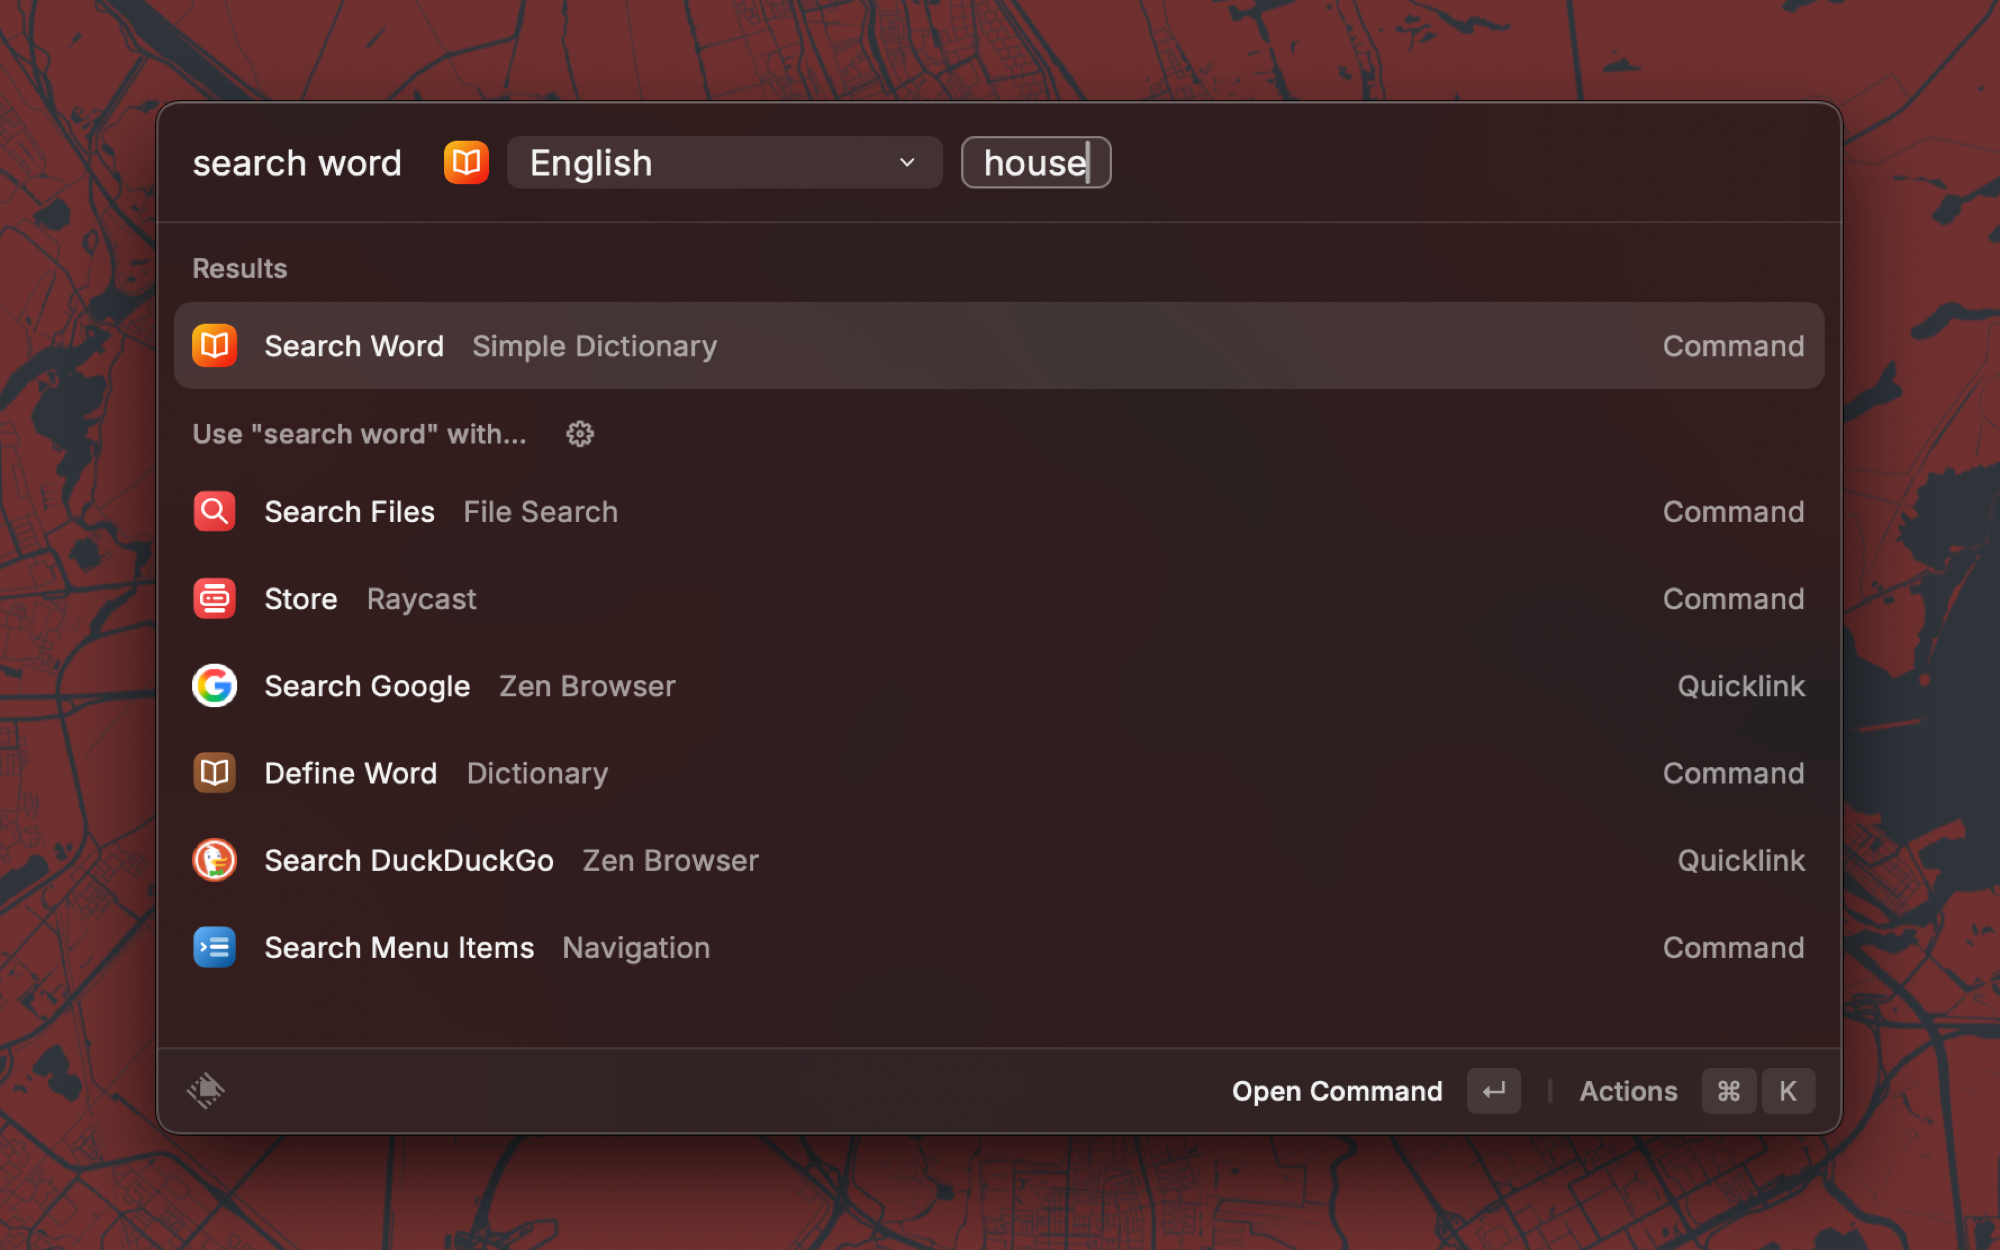 search word English house
Results
Search Word Simple Dictionary Command
Use "search word" with...
Search Files File Search Command
Store Raycast Command
Search Google Zen Browser Quicklink
Define Word Dictionary Command
Search DuckDuckGo Zen Browser Quicklink
Search Menu Items Navigation Command
Open Command ↵ Actions ⌘ K